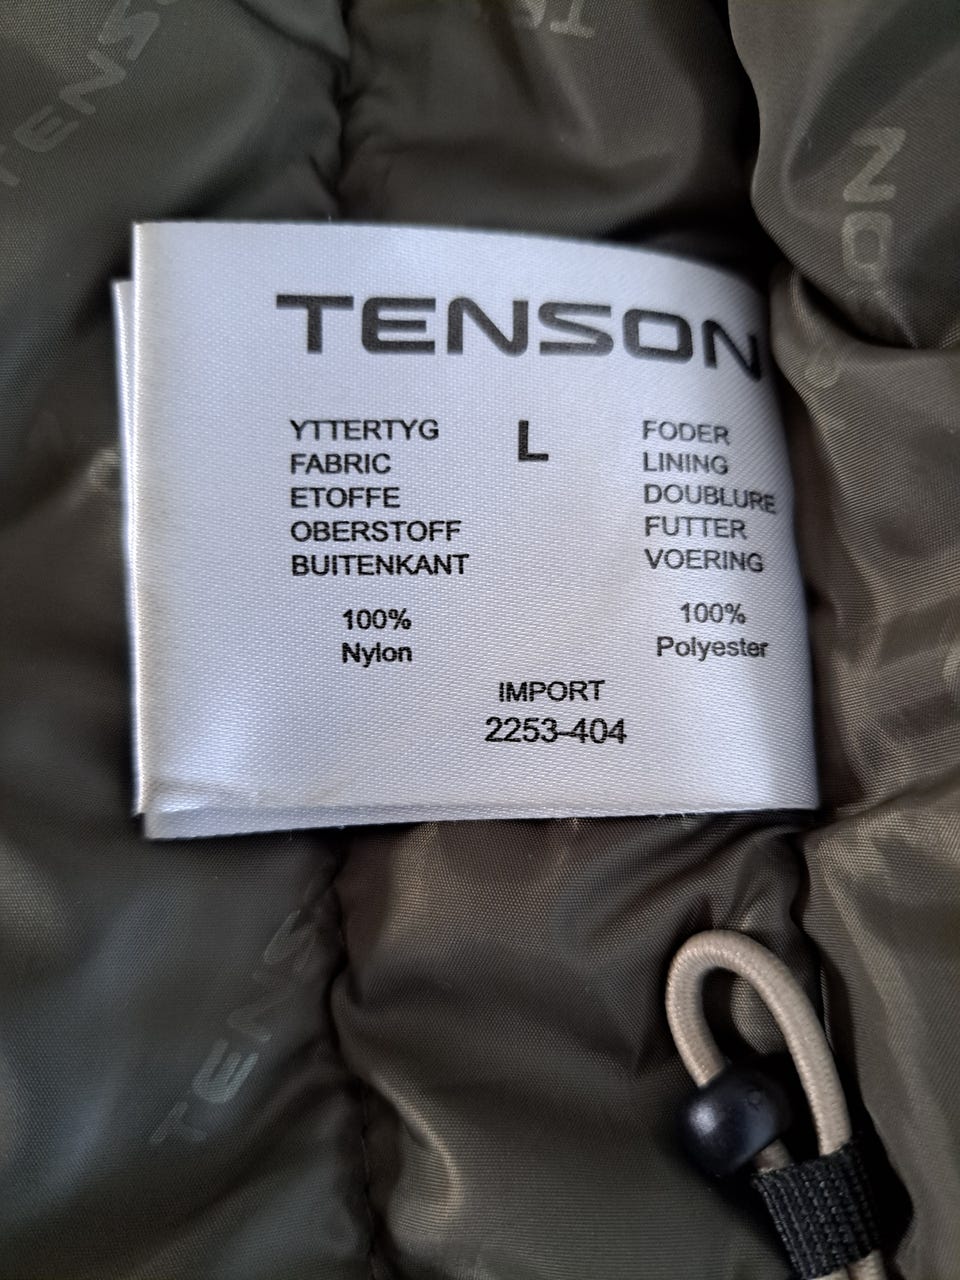 TENSON
L
YTTERTYG
FABRIC
ETOFFE
OBERSTOFF
BUITENKANT
100%
Nylon
FODER
LINING
DOUBLURE
FUTTER
VOERING
100%
Polyester
IMPORT
2253-404